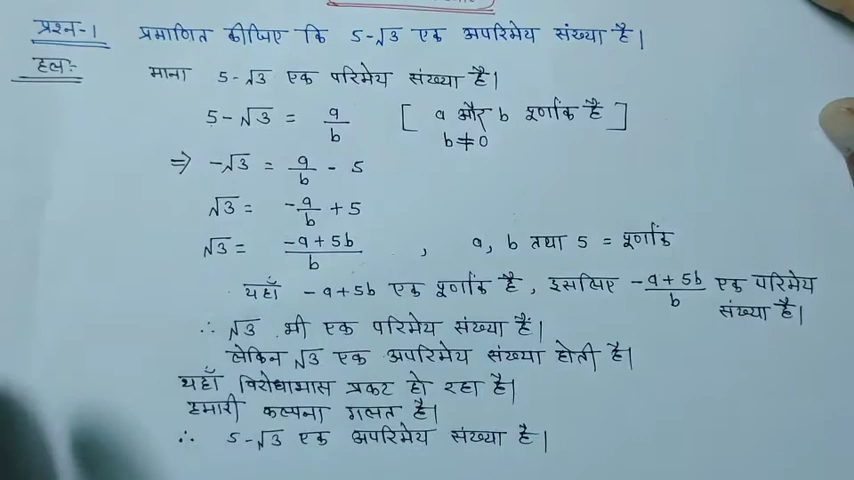 प्रश्न-1 प्रमाणित कीजिए कि 5-√3 एक अपरिमेय संख्या है।
हलः- माना 5-√3 एक परिमेय संख्या है।
5-√3 = a/b [a और b पूर्णांक है]
b≠0
⇒ -√3 = a/b - 5
√3 = -a/b + 5
√3 = (-a+5b)/b , a, b तथा 5 = पूर्णांक
यहाँ -a+5b एक पूर्णांक है, इसलिए (-a+5b)/b एक परिमेय
संख्या है।
∴ √3 भी एक परिमेय संख्या है।
लेकिन √3 एक अपरिमेय संख्या होती है।
यहाँ विरोधाभास प्रकट हो रहा है।
हमारी कल्पना गलत है।
∴ 5-√3 एक अपरिमेय संख्या है।